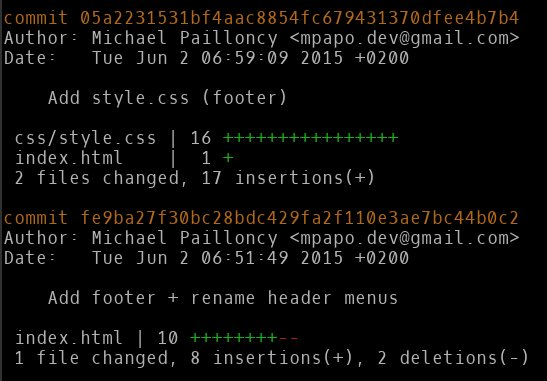 commit 05a2231531bf4aac8854fc679431370dfee4b7b4
Author: Michael Pailloncy <mpapo.dev@gmail.com>
Date:   Tue Jun 2 06:59:09 2015 +0200
    Add style.css (footer)
 css/style.css | 16 ++++++++++++++++
 index.html    |  1 +
 2 files changed, 17 insertions(+)
commit fe9ba27f30bc28bdc429fa2f110e3ae7bc44b0c2
Author: Michael Pailloncy <mpapo.dev@gmail.com>
Date:   Tue Jun 2 06:51:49 2015 +0200
    Add footer + rename header menus
 index.html | 10 ++++++++--
 1 file changed, 8 insertions(+), 2 deletions(-)